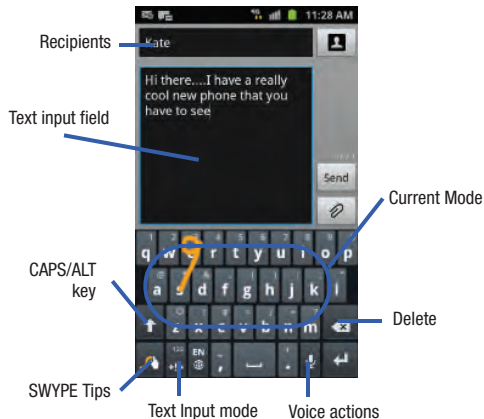 11:28 AM
Recipients
Kate
Hi there....I have a really
cool new phone that you
have to see
Text input field
Send
Current Mode
q w e r t y u i o p
CAPS/ALT
key
a s d f g h j k l
z x c v b n m
Delete
EN
SWYPE Tips
Text Input mode
Voice actions